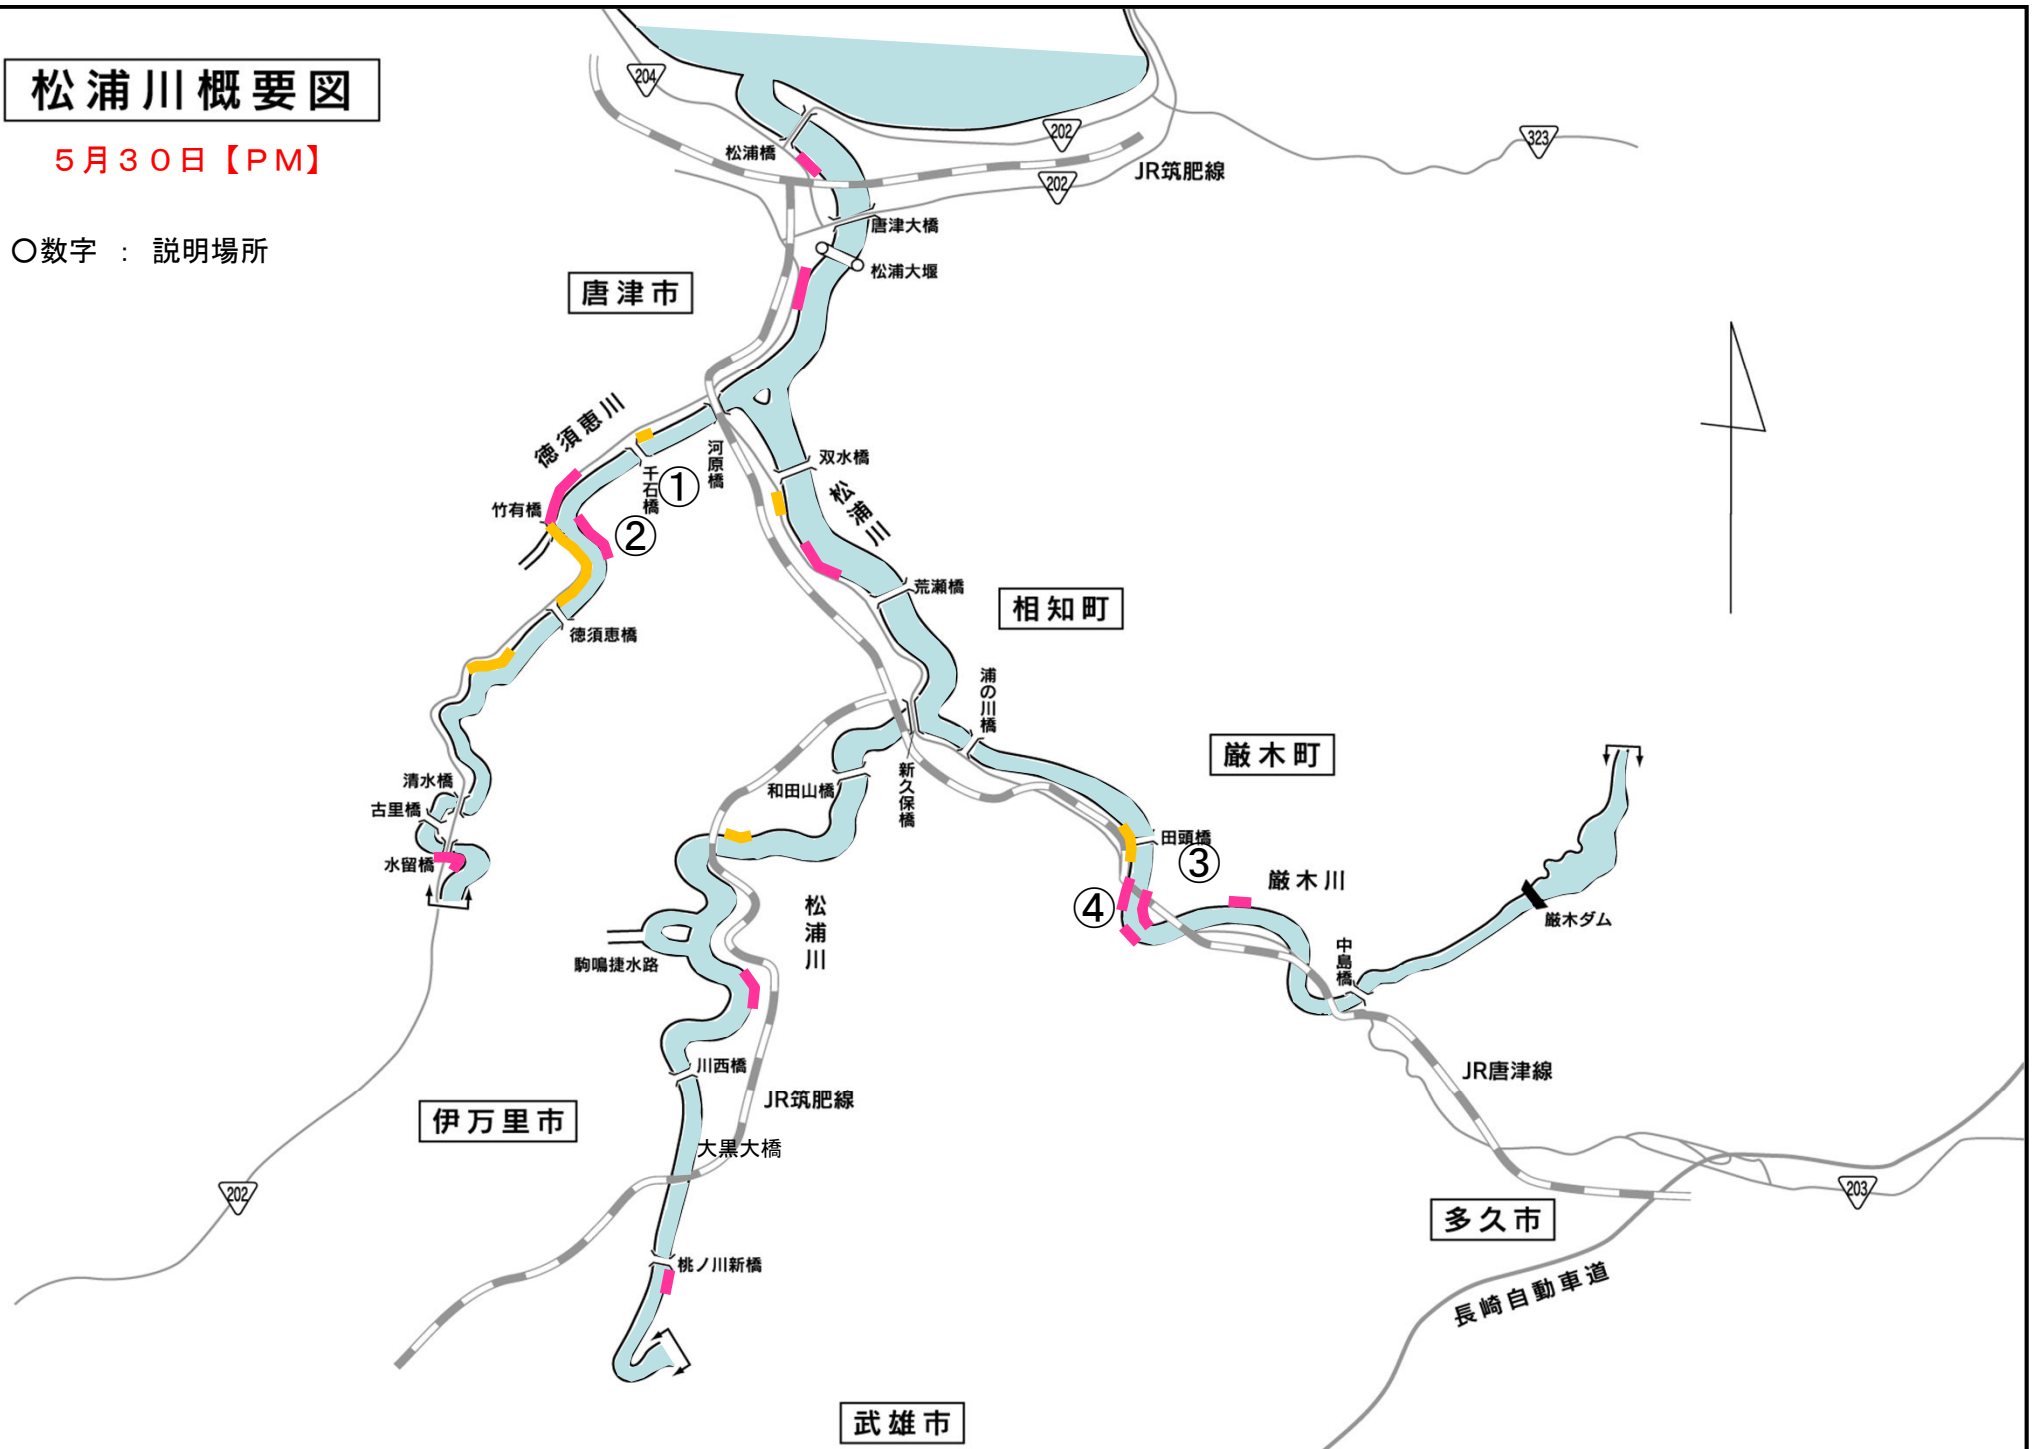 松浦川概要図
５月３０日【ＰＭ】
〇数字 ： 説明場所
204
松浦橋
202
323
JR筑肥線
202
唐津大橋
松浦大堰
唐津市
徳須恵川
河原橋
千石橋
①
双水橋
松浦川
竹有橋
②
荒瀬橋
相知町
徳須恵橋
浦の川橋
厳木町
清水橋
古里橋
水留橋
和田山橋
新久保橋
田頭橋
③
④
厳木川
厳木ダム
松浦川
駒鳴捷水路
中島橋
川西橋
JR唐津線
JR筑肥線
伊万里市
大黒大橋
202
203
多久市
桃ノ川新橋
長崎自動車道
武雄市